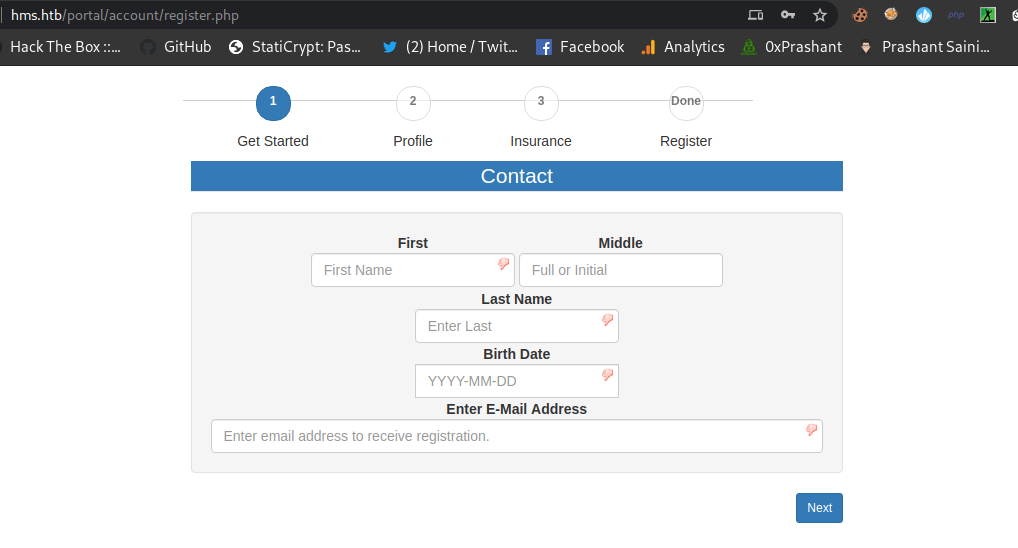 hms.htb/portal/account/register.php
php
Hack The Box ::... GitHub StatiCrypt: Pas... (2) Home / Twit... Facebook Analytics 0xPrashant Prashant Saini...
1 2 3 Done
Get Started Profile Insurance Register
Contact
First Middle
First Name Full or Initial
Last Name
Enter Last
Birth Date
YYYY-MM-DD
Enter E-Mail Address
Enter email address to receive registration.
Next